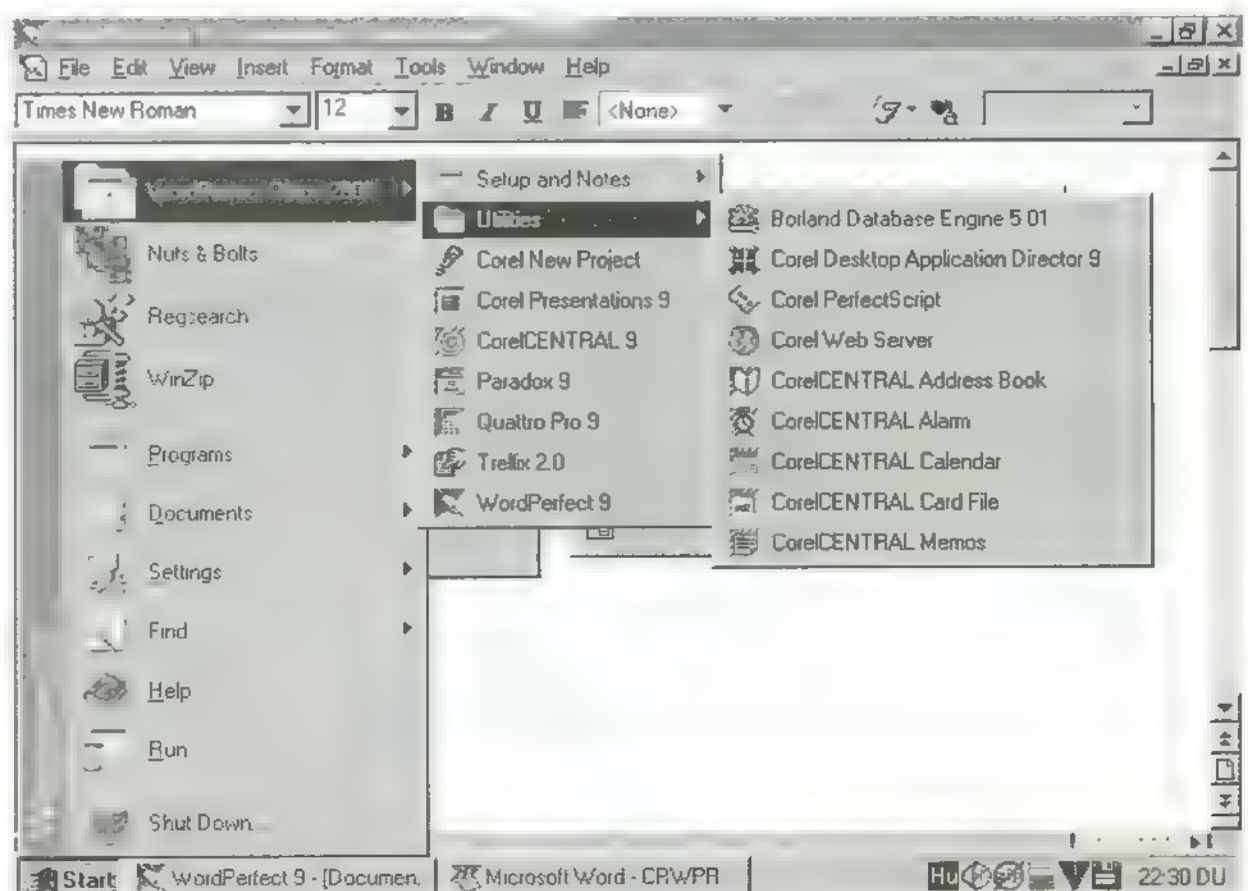 File Edit View Insert Format Tools Window Help
Times New Roman 12 B I U <None>
Nuts & Bolts
Regsearch
WinZip
Programs
Documents
Settings
Find
Help
Run
Shut Down...
Setup and Notes
Utilities
Corel New Project
Corel Presentations 9
CorelCENTRAL 9
Paradox 9
Quattro Pro 9
Trellix 2.0
WordPerfect 9
Borland Database Engine 5 01
Corel Desktop Application Director 9
Corel PerfectScript
Corel Web Server
CorelCENTRAL Address Book
CorelCENTRAL Alarm
CorelCENTRAL Calendar
CorelCENTRAL Card File
CorelCENTRAL Memos
Start WordPerfect 9 - [Documen. Microsoft Word - CRWPR Hu 22:30 DU